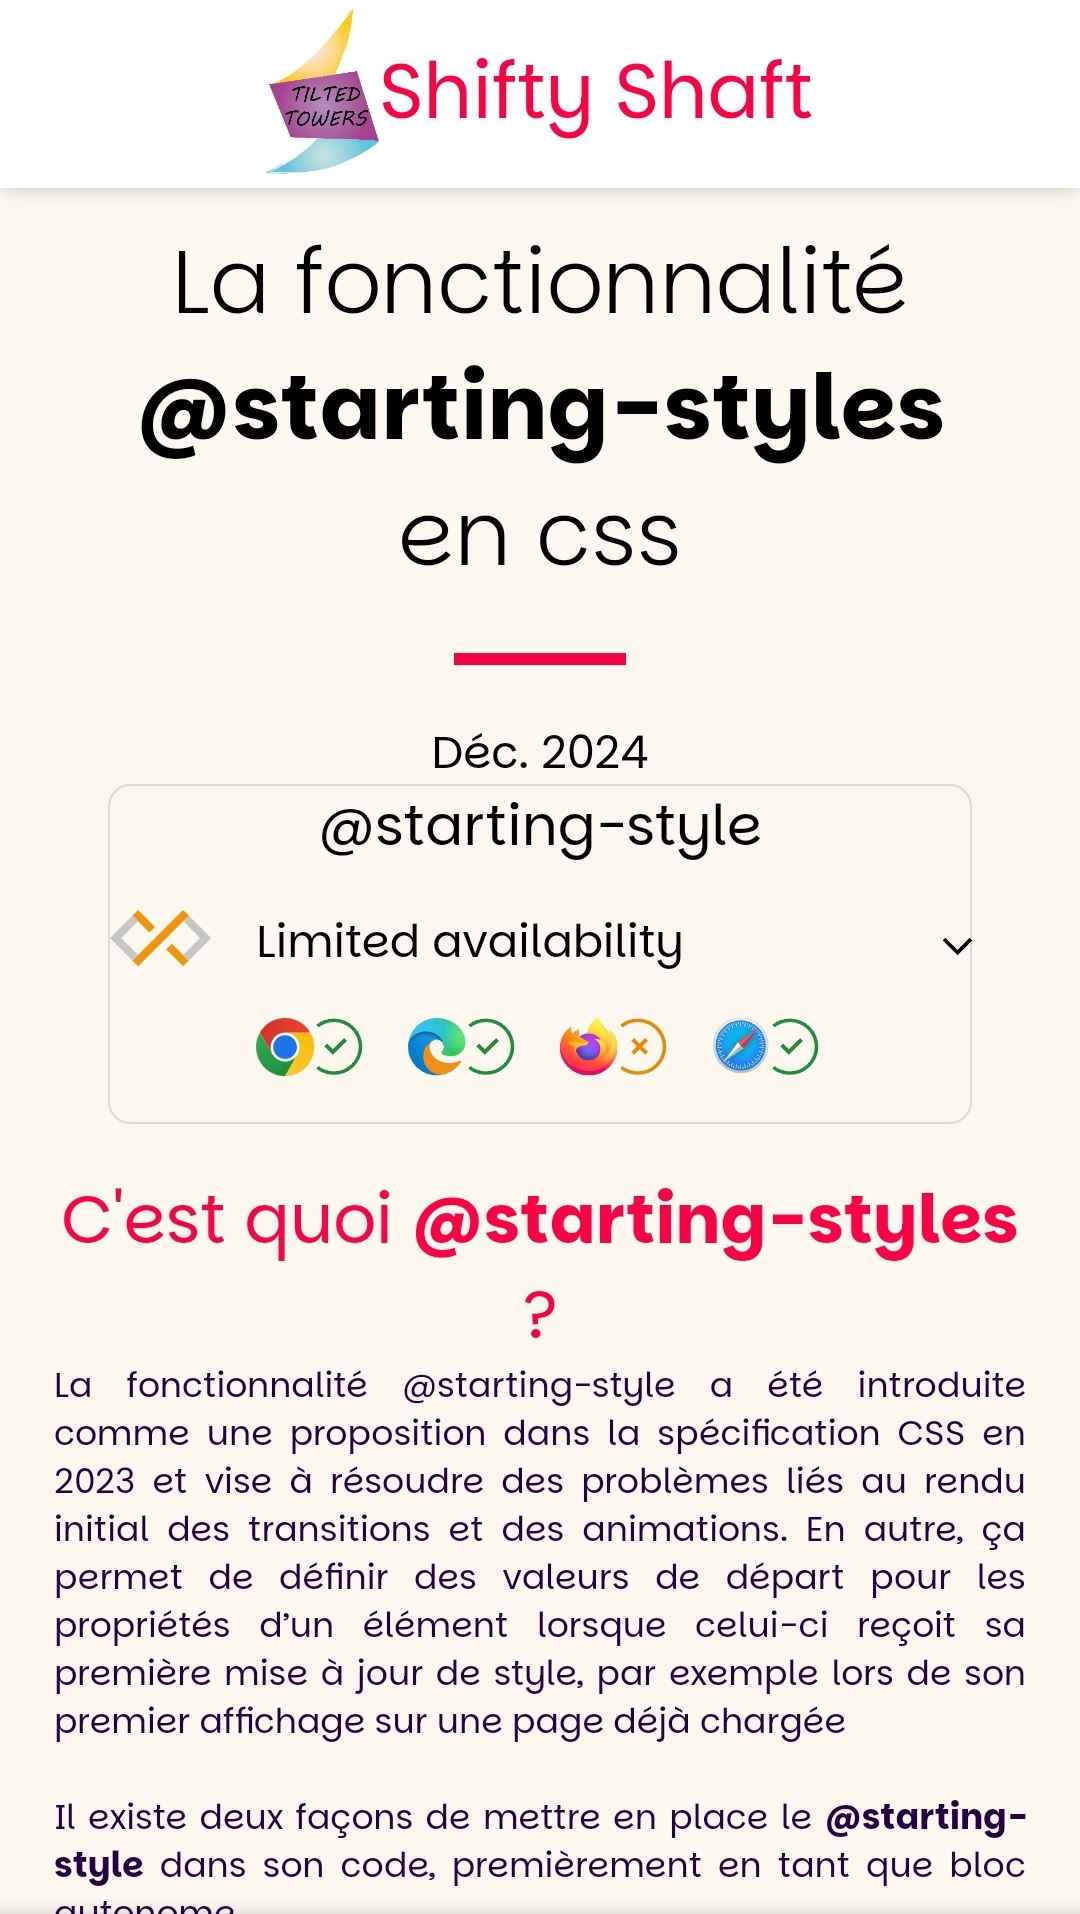 TILTED
TOWERS
Shifty Shaft
La fonctionnalité
@starting-styles
en css
Déc. 2024
@starting-style
Limited availability
C'est quoi @starting-styles
?
La fonctionnalité @starting-style a été introduite
comme une proposition dans la spécification CSS en
2023 et vise à résoudre des problèmes liés au rendu
initial des transitions et des animations. En autre, ça
permet de définir des valeurs de départ pour les
propriétés d’un élément lorsque celui-ci reçoit sa
première mise à jour de style, par exemple lors de son
premier affichage sur une page déjà chargée
Il existe deux façons de mettre en place le @starting-
style dans son code, premièrement en tant que bloc
autonome